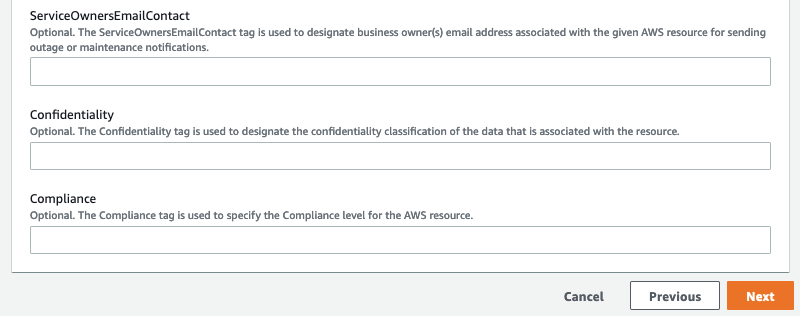 ServiceOwnersEmailContact
Optional. The ServiceOwnersEmailContact tag is used to designate business owner(s) email address associated with the given AWS resource for sending
outage or maintenance notifications.
Confidentiality
Optional. The Confidentiality tag is used to designate the confidentiality classification of the data that is associated with the resource.
Compliance
Optional. The Compliance tag is used to specify the Compliance level for the AWS resource.
Cancel Previous Next